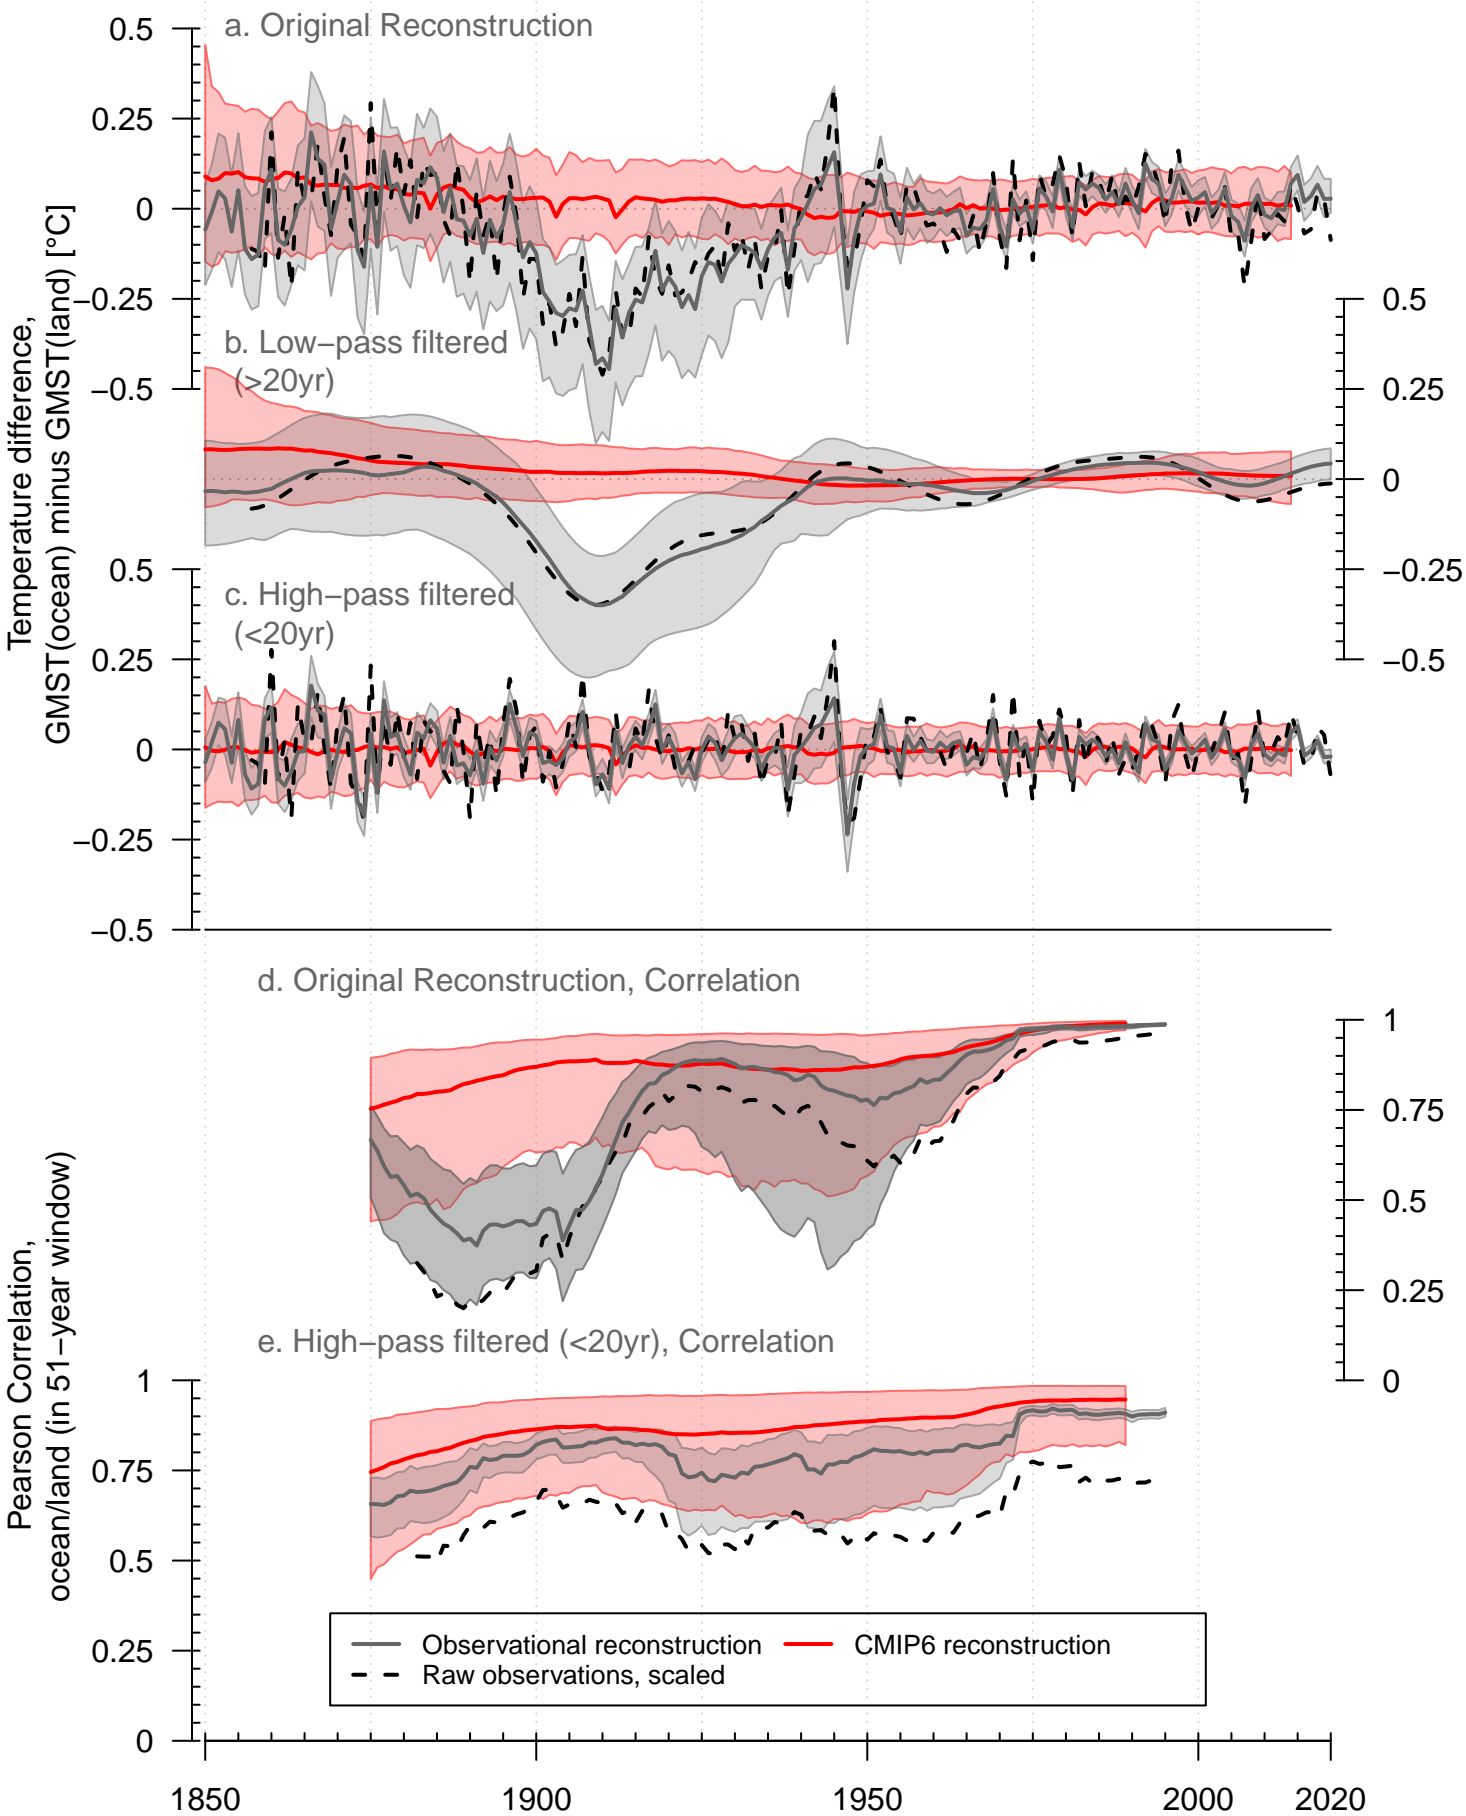 a. Original Reconstruction
0.5
0.25
0
−0.25
−0.5
b. Low−pass filtered
(>20yr)
0.5
0.25
0
−0.25
−0.5
c. High−pass filtered
(<20yr)
0.5
0.25
0
−0.25
−0.5
Temperature difference,
GMST(ocean) minus GMST(land) [°C]
d. Original Reconstruction, Correlation
1
0.75
0.5
0.25
0
e. High−pass filtered (<20yr), Correlation
1
0.75
0.5
0.25
0
Pearson Correlation,
ocean/land (in 51−year window)
Observational reconstruction
CMIP6 reconstruction
Raw observations, scaled
1850
1900
1950
2000
2020